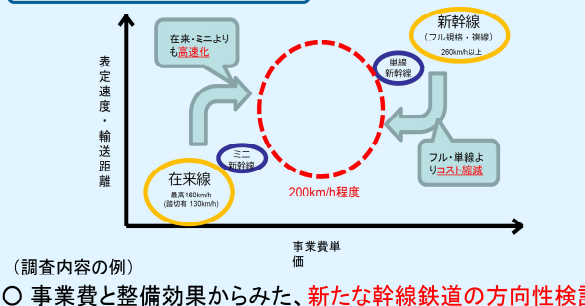 新幹線
(フル規格・複線)
260km/h以上
在来・ミニより
も高速化
単線
新幹線
表定速度・輸送距離
ミニ
新幹線
フル・単線よ
りコスト縮減
在来線
最高160km/h
(踏切有 130km/h)
200km/h程度
事業費単
価
(調査内容の例)
〇 事業費と整備効果からみた、新たな幹線鉄道の方向性検討